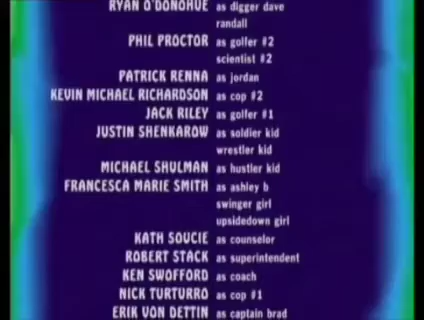 RYAN O'DONOHUE as digger dave
randall
PHIL PROCTOR as golfer #2
scientist #2
PATRICK RENNA as jordan
KEVIN MICHAEL RICHARDSON as cop #2
JACK RILEY as golfer #1
JUSTIN SHENKAROW as soldier kid
wrestler kid
MICHAEL SHULMAN as hustler kid
FRANCESCA MARIE SMITH as ashley b
swinger girl
upsidedown girl
KATH SOUCIE as counselor
ROBERT STACK as superintendent
KEN SWOFFORD as coach
NICK TURTURRO as cop #1
ERIK VON DETTIN as captain brad